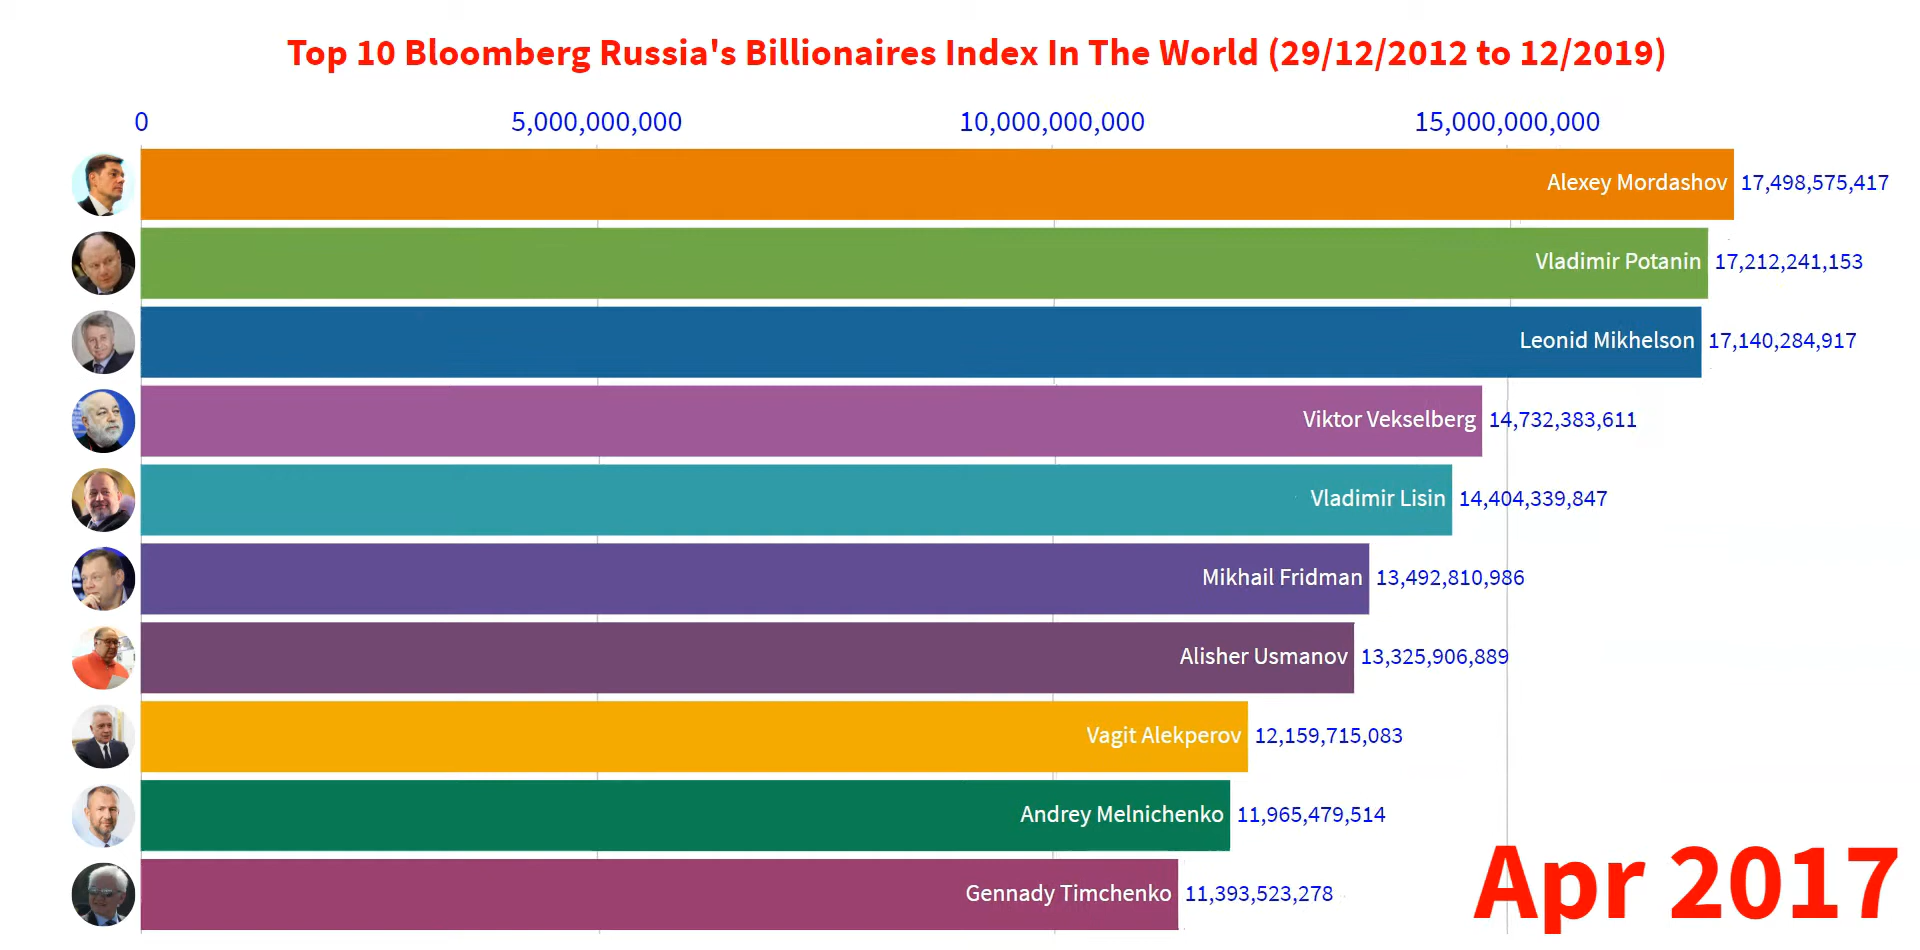 Top 10 Bloomberg Russia's Billionaires Index In The World (29/12/2012 to 12/2019)
0 5,000,000,000 10,000,000,000 15,000,000,000
Alexey Mordashov 17,498,575,417
Vladimir Potanin 17,212,241,153
Leonid Mikhelson 17,140,284,917
Viktor Vekselberg 14,732,383,611
Vladimir Lisin 14,404,339,847
Mikhail Fridman 13,492,810,986
Alisher Usmanov 13,325,906,889
Vagit Alekperov 12,159,715,083
Andrey Melnichenko 11,965,479,514
Gennady Timchenko 11,393,523,278
Apr 2017